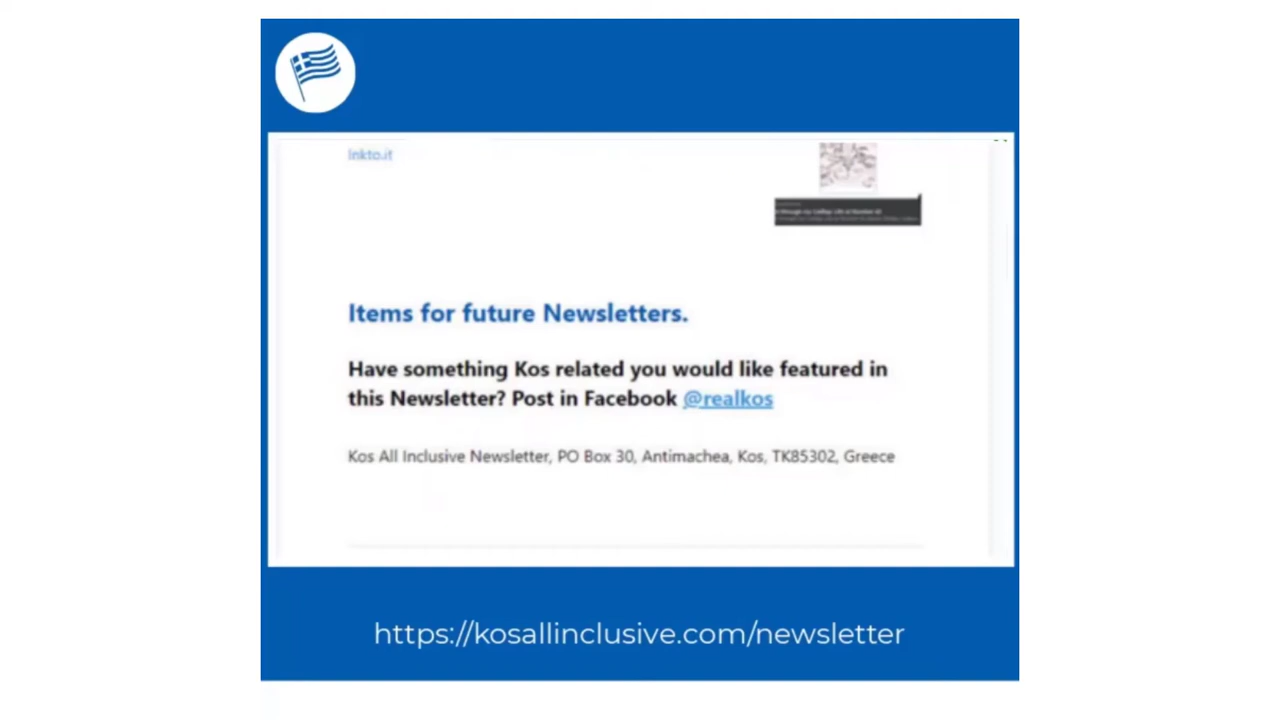 lnkto.it
Items for future Newsletters.
Have something Kos related you would like featured in
this Newsletter? Post in Facebook @realkos
Kos All Inclusive Newsletter, PO Box 30, Antimachea, Kos, TK85302, Greece
https://kosallinclusive.com/newsletter